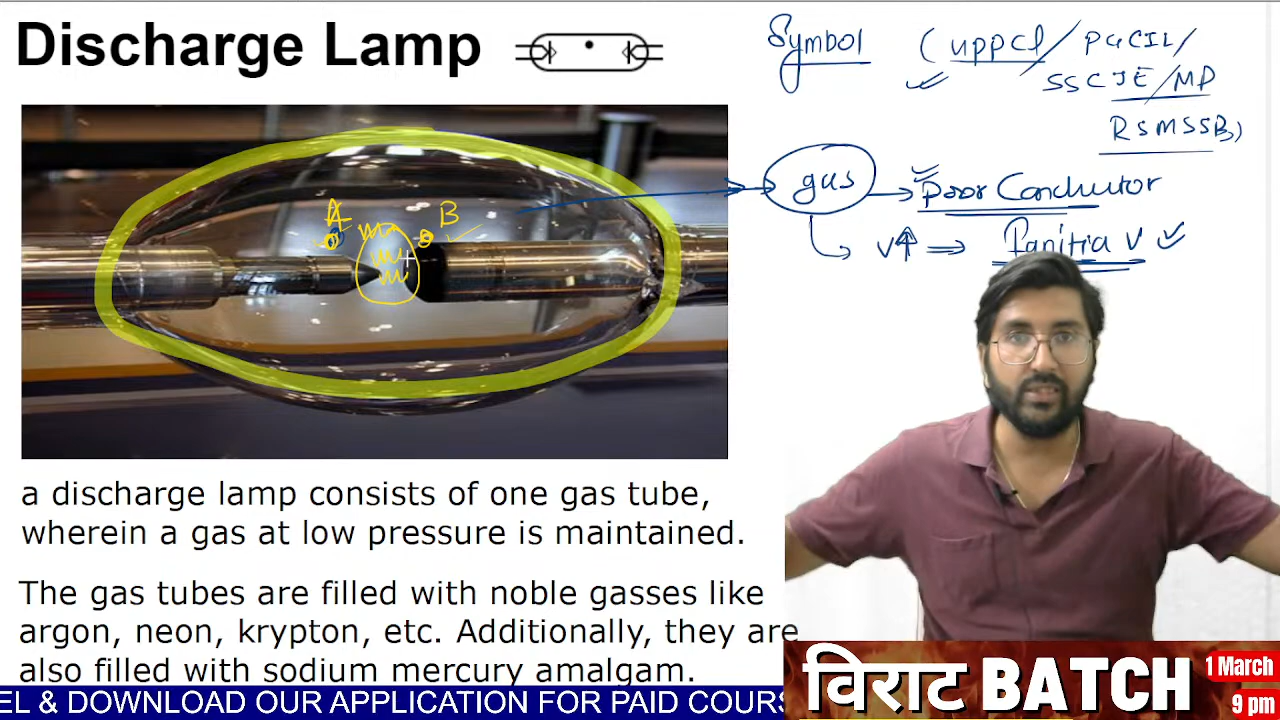 Discharge Lamp
Symbol (UPPCL/PGCIL/
SSC JE/MP
RSMSSB)
gas → Poor Conductor
V↑ ⇒
A B
a discharge lamp consists of one gas tube,
wherein a gas at low pressure is maintained.
The gas tubes are filled with noble gasses like
argon, neon, krypton, etc. Additionally, they are
also filled with sodium mercury amalgam.
विराट BATCH
1 March
9 pm
EL & DOWNLOAD OUR APPLICATION FOR PAID COURS